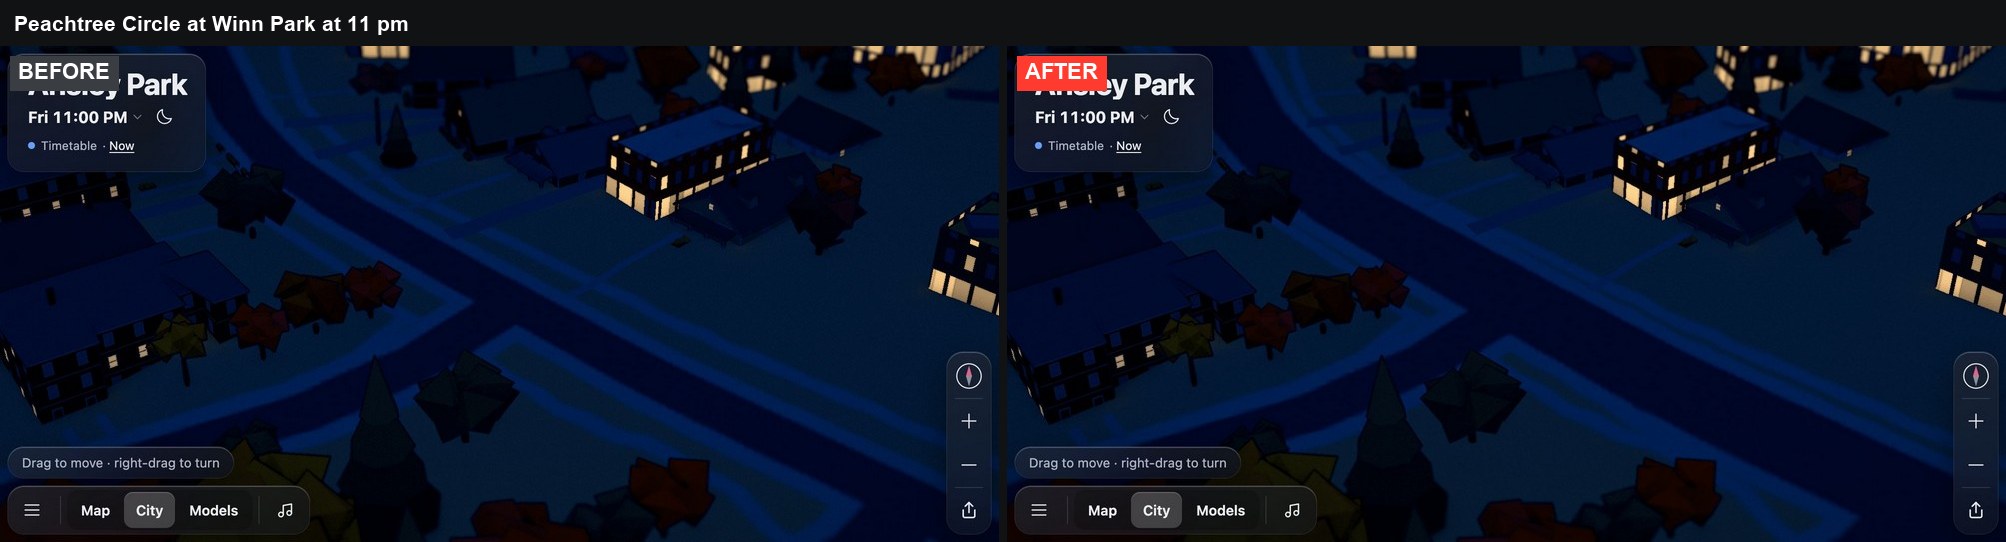 Peachtree Circle at Winn Park at 11 pm
BEFORE
Ansley Park
Fri 11:00 PM
Timetable · Now
Drag to move · right-drag to turn
Map City Models
AFTER
Ansley Park
Fri 11:00 PM
Timetable · Now
Drag to move · right-drag to turn
Map City Models